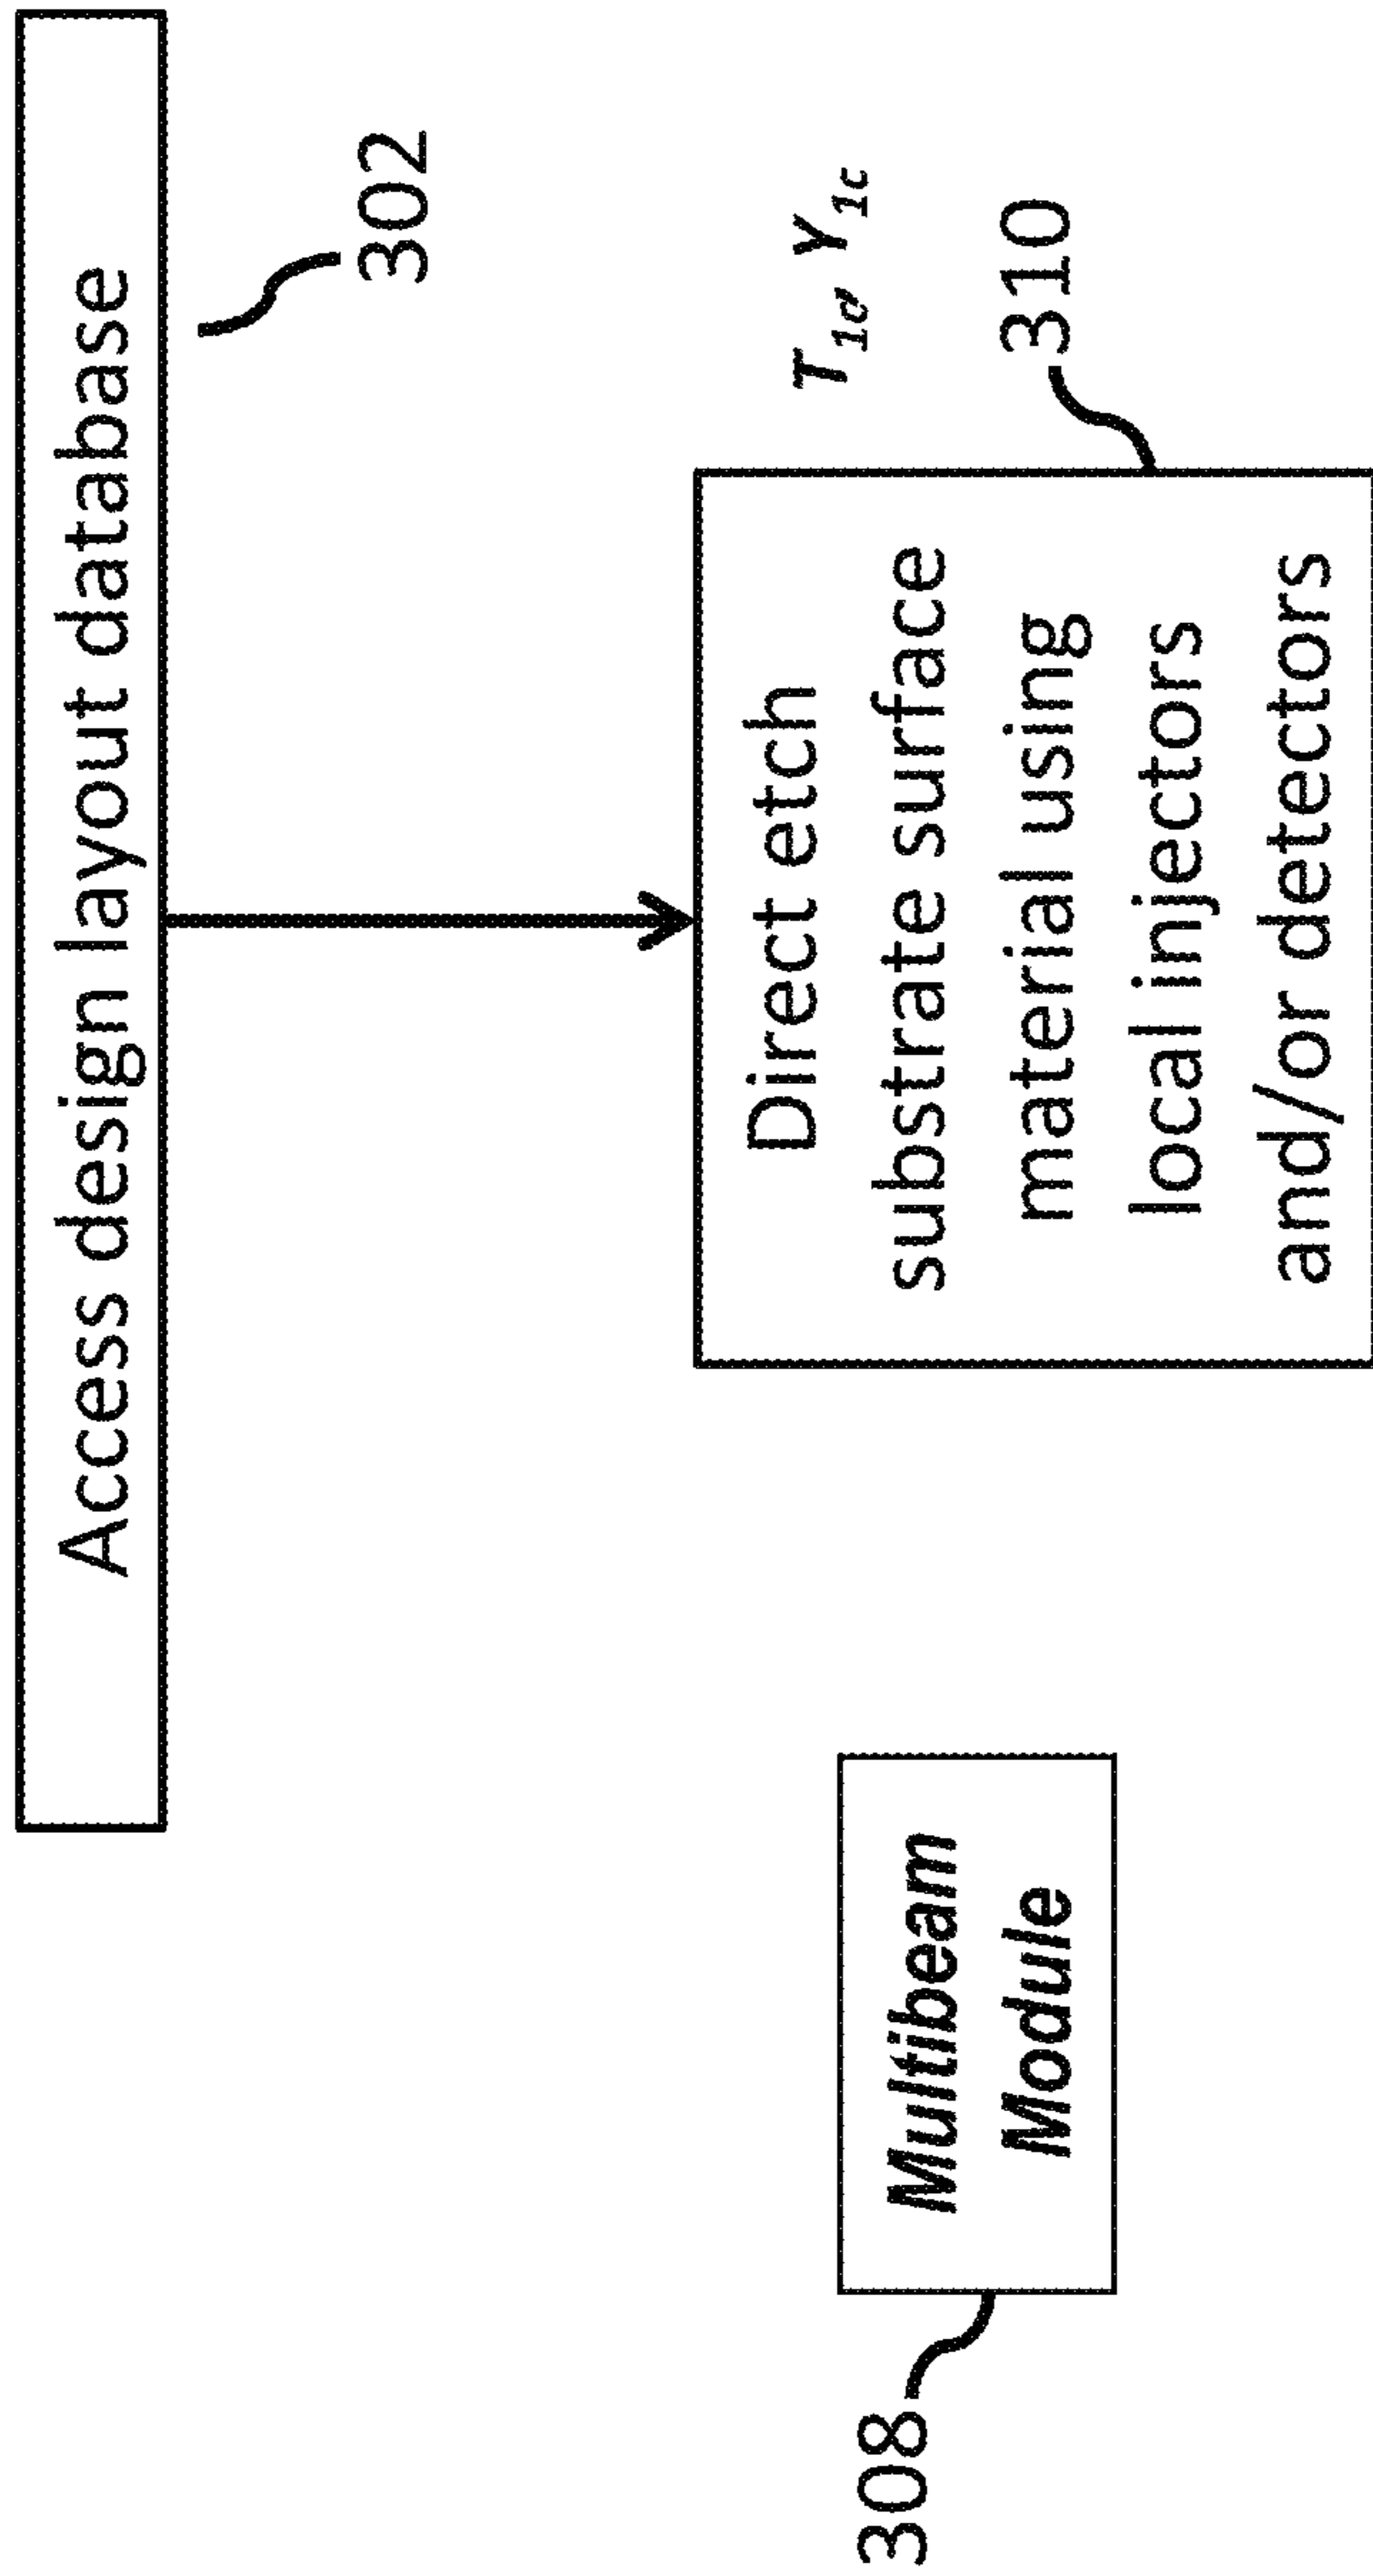 Access design layout database
302
T1d Y1c
310
Direct etch
substrate surface
material using
local injectors
and/or detectors
Multibeam
Module
308